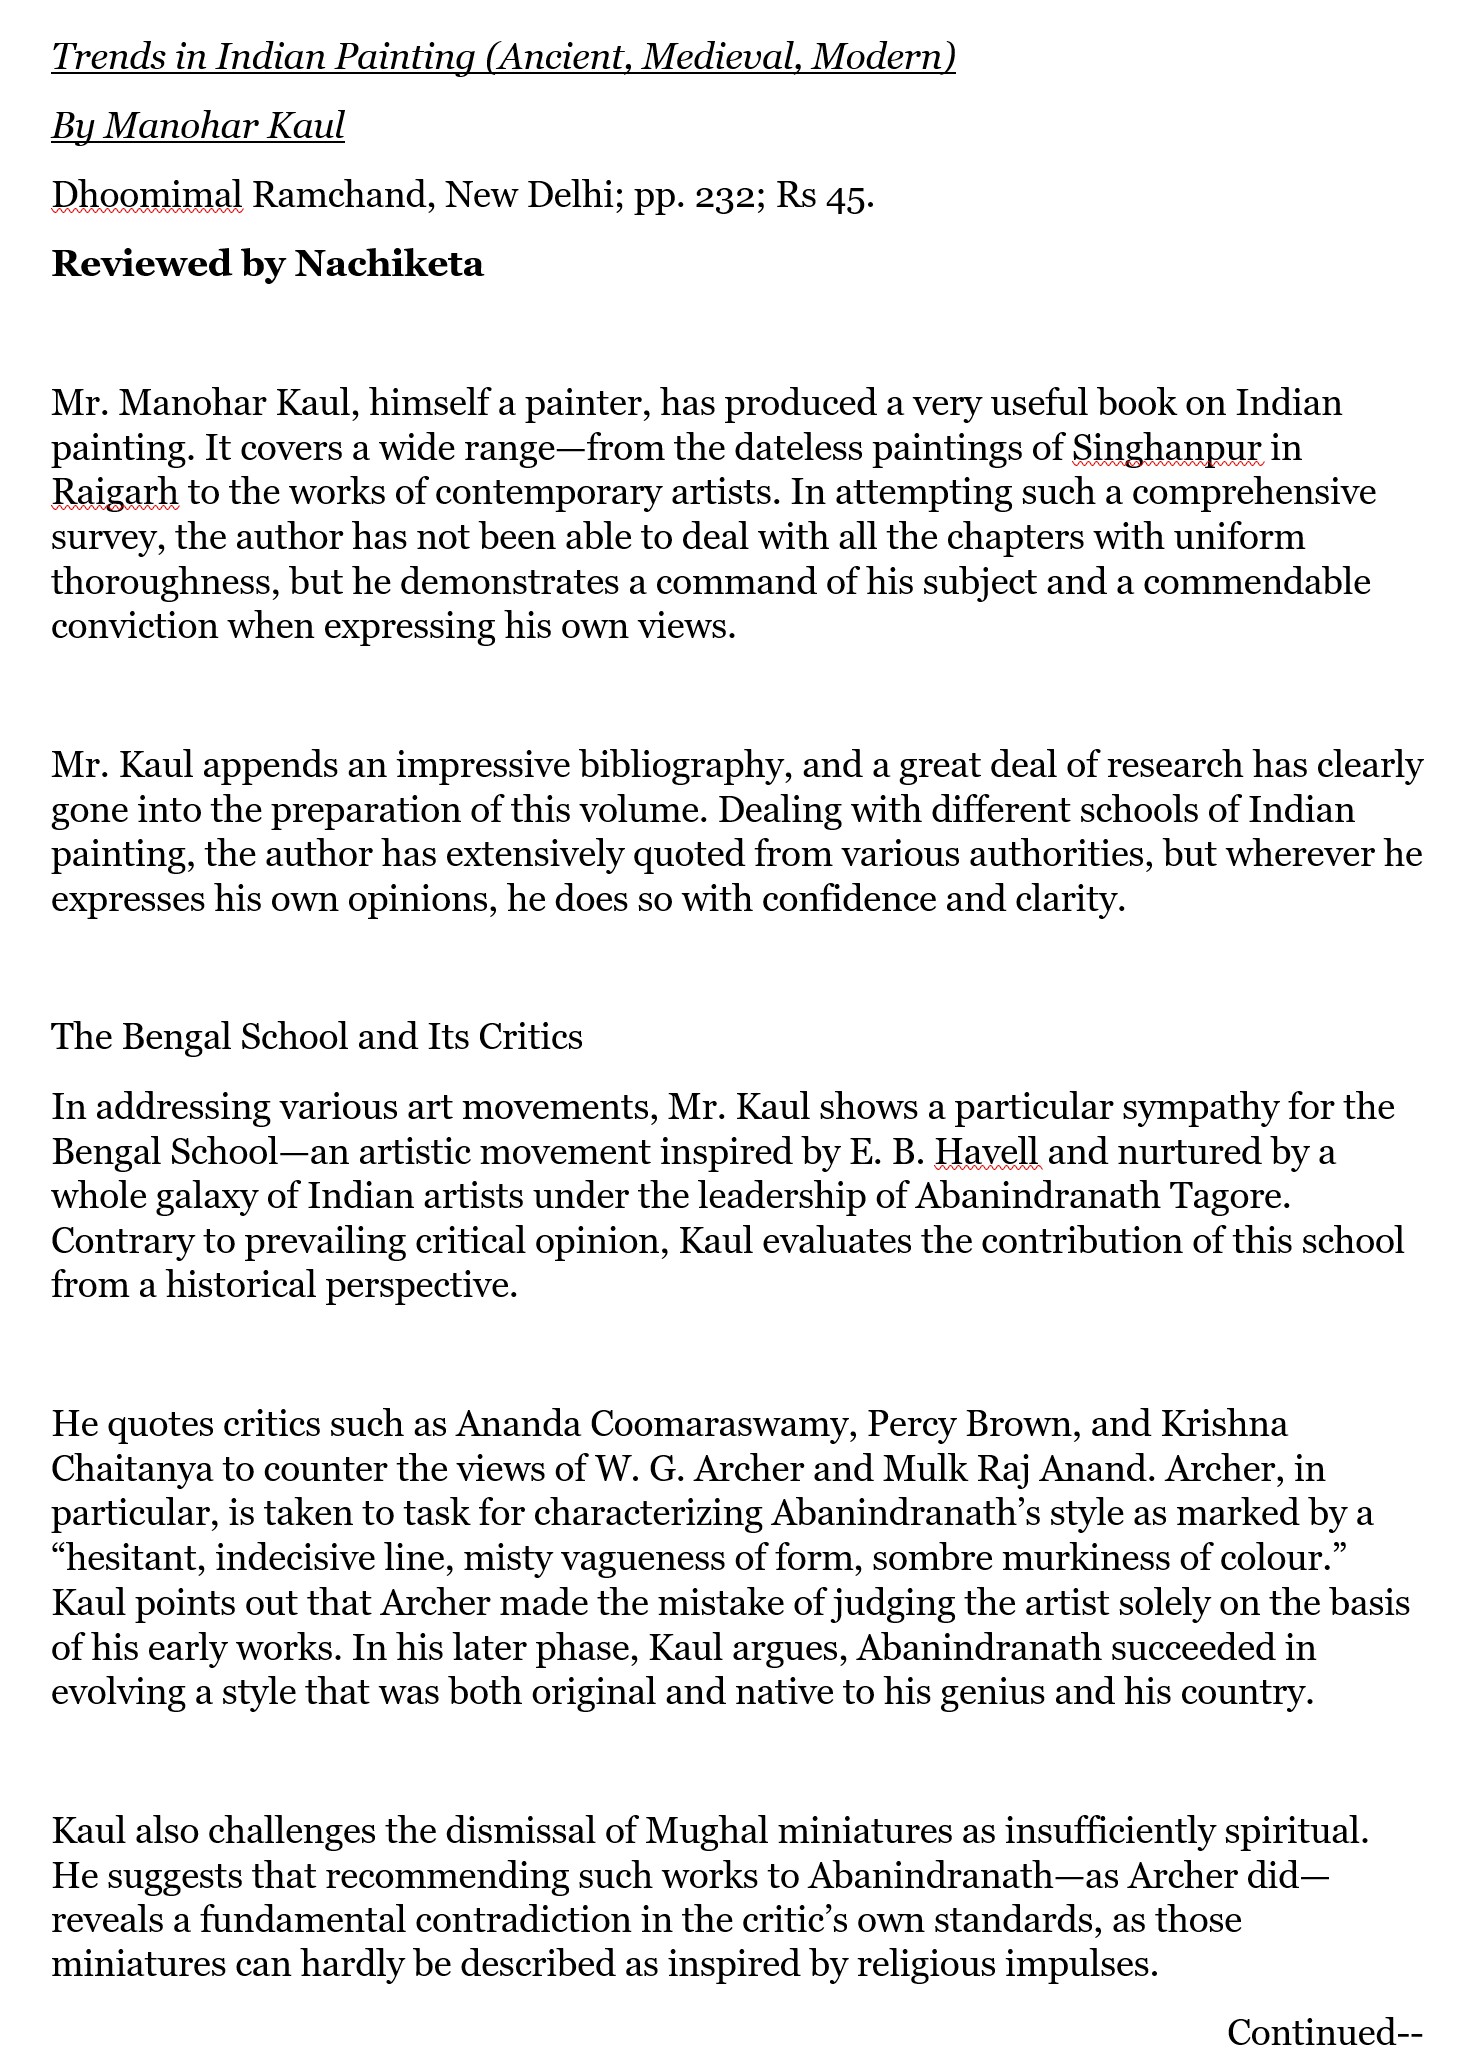 Trends in Indian Painting (Ancient, Medieval, Modern)
By Manohar Kaul
Dhoomimal Ramchand, New Delhi; pp. 232; Rs 45.
Reviewed by Nachiketa
Mr. Manohar Kaul, himself a painter, has produced a very useful book on Indian
painting. It covers a wide range—from the dateless paintings of Singhanpur in
Raigarh to the works of contemporary artists. In attempting such a comprehensive
survey, the author has not been able to deal with all the chapters with uniform
thoroughness, but he demonstrates a command of his subject and a commendable
conviction when expressing his own views.
Mr. Kaul appends an impressive bibliography, and a great deal of research has clearly
gone into the preparation of this volume. Dealing with different schools of Indian
painting, the author has extensively quoted from various authorities, but wherever he
expresses his own opinions, he does so with confidence and clarity.
The Bengal School and Its Critics
In addressing various art movements, Mr. Kaul shows a particular sympathy for the
Bengal School—an artistic movement inspired by E. B. Havell and nurtured by a
whole galaxy of Indian artists under the leadership of Abanindranath Tagore.
Contrary to prevailing critical opinion, Kaul evaluates the contribution of this school
from a historical perspective.
He quotes critics such as Ananda Coomaraswamy, Percy Brown, and Krishna
Chaitanya to counter the views of W. G. Archer and Mulk Raj Anand. Archer, in
particular, is taken to task for characterizing Abanindranath’s style as marked by a
“hesitant, indecisive line, misty vagueness of form, sombre murkiness of colour.”
Kaul points out that Archer made the mistake of judging the artist solely on the basis
of his early works. In his later phase, Kaul argues, Abanindranath succeeded in
evolving a style that was both original and native to his genius and his country.
Kaul also challenges the dismissal of Mughal miniatures as insufficiently spiritual.
He suggests that recommending such works to Abanindranath—as Archer did—
reveals a fundamental contradiction in the critic’s own standards, as those
miniatures can hardly be described as inspired by religious impulses.
Continued--